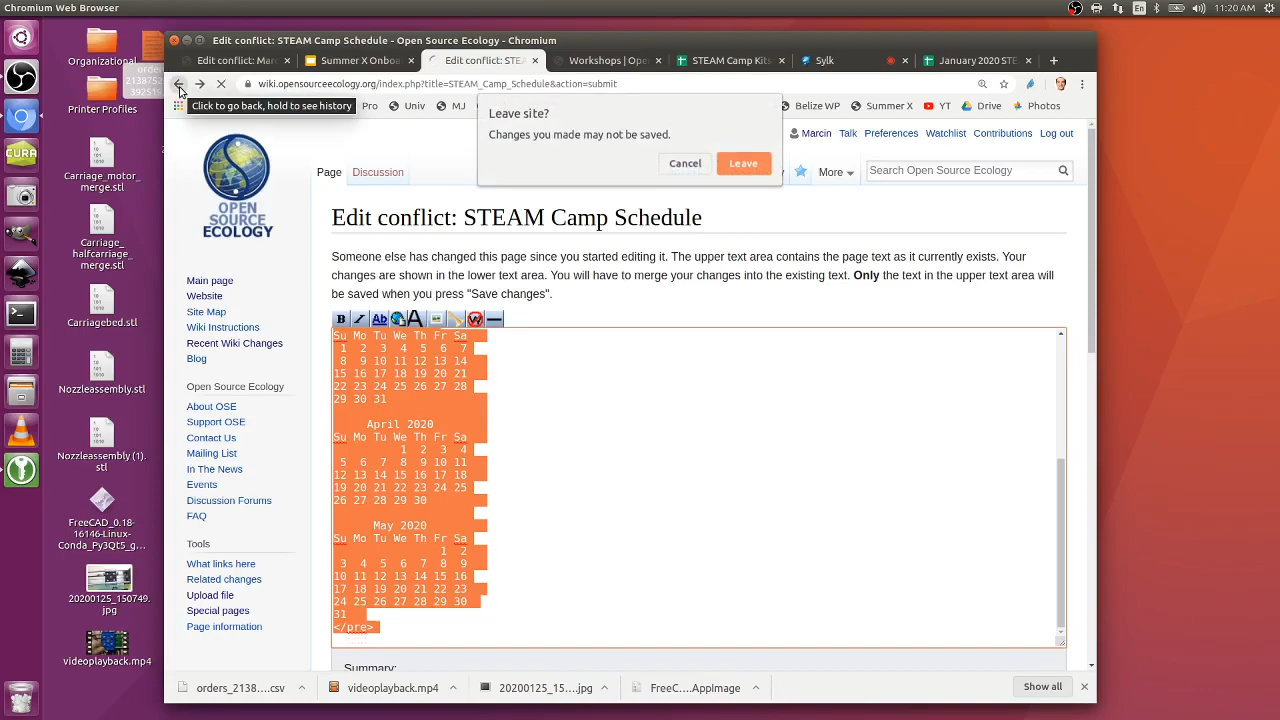 Chromium Web Browser
En
11:20 AM
Edit conflict: STEAM Camp Schedule - Open Source Ecology - Chromium
Edit conflict: Marc
Summer X Onboa
Edit conflict: STEA
Workshops | Open
STEAM Camp Kits
Sylk
January 2020 STE
wiki.opensourceecology.org/index.php?title=STEAM_Camp_Schedule&action=submit
Click to go back, hold to see history
Pro
Univ
MJ
Belize WP
Summer X
YT
Drive
Photos
Leave site?
Changes you made may not be saved.
Cancel
Leave
Organizational
Printer Profiles
Carriage_motor_
merge.stl
Carriage_
halfcarriage_
merge.stl
Carriagebed.stl
Nozzleassembly.stl
Nozzleassembly (1).
stl
FreeCAD_0.18-
16146-Linux-
Conda_Py3Qt5_g...
20200125_150749.
jpg
videoplayback.mp4
CURA
OPEN
SOURCE
ECOLOGY
Marcin
Talk
Preferences
Watchlist
Contributions
Log out
Page
Discussion
More
Search Open Source Ecology
Main page
Website
Site Map
Wiki Instructions
Recent Wiki Changes
Blog
Open Source Ecology
About OSE
Support OSE
Contact Us
Mailing List
In The News
Events
Discussion Forums
FAQ
Tools
What links here
Related changes
Upload file
Special pages
Page information
Edit conflict: STEAM Camp Schedule
Someone else has changed this page since you started editing it. The upper text area contains the page text as it currently exists. Your
changes are shown in the lower text area. You will have to merge your changes into the existing text. Only the text in the upper text area will
be saved when you press "Save changes".
B I Ab A W
Su Mo Tu We Th Fr Sa
1 2 3 4 5 6 7
8 9 10 11 12 13 14
15 16 17 18 19 20 21
22 23 24 25 26 27 28
29 30 31
April 2020
Su Mo Tu We Th Fr Sa
1 2 3 4
5 6 7 8 9 10 11
12 13 14 15 16 17 18
19 20 21 22 23 24 25
26 27 28 29 30
May 2020
Su Mo Tu We Th Fr Sa
1 2
3 4 5 6 7 8 9
10 11 12 13 14 15 16
17 18 19 20 21 22 23
24 25 26 27 28 29 30
31
</pre>
Summary:
orders_2138....csv
videoplayback.mp4
20200125_15....jpg
FreeC....AppImage
Show all